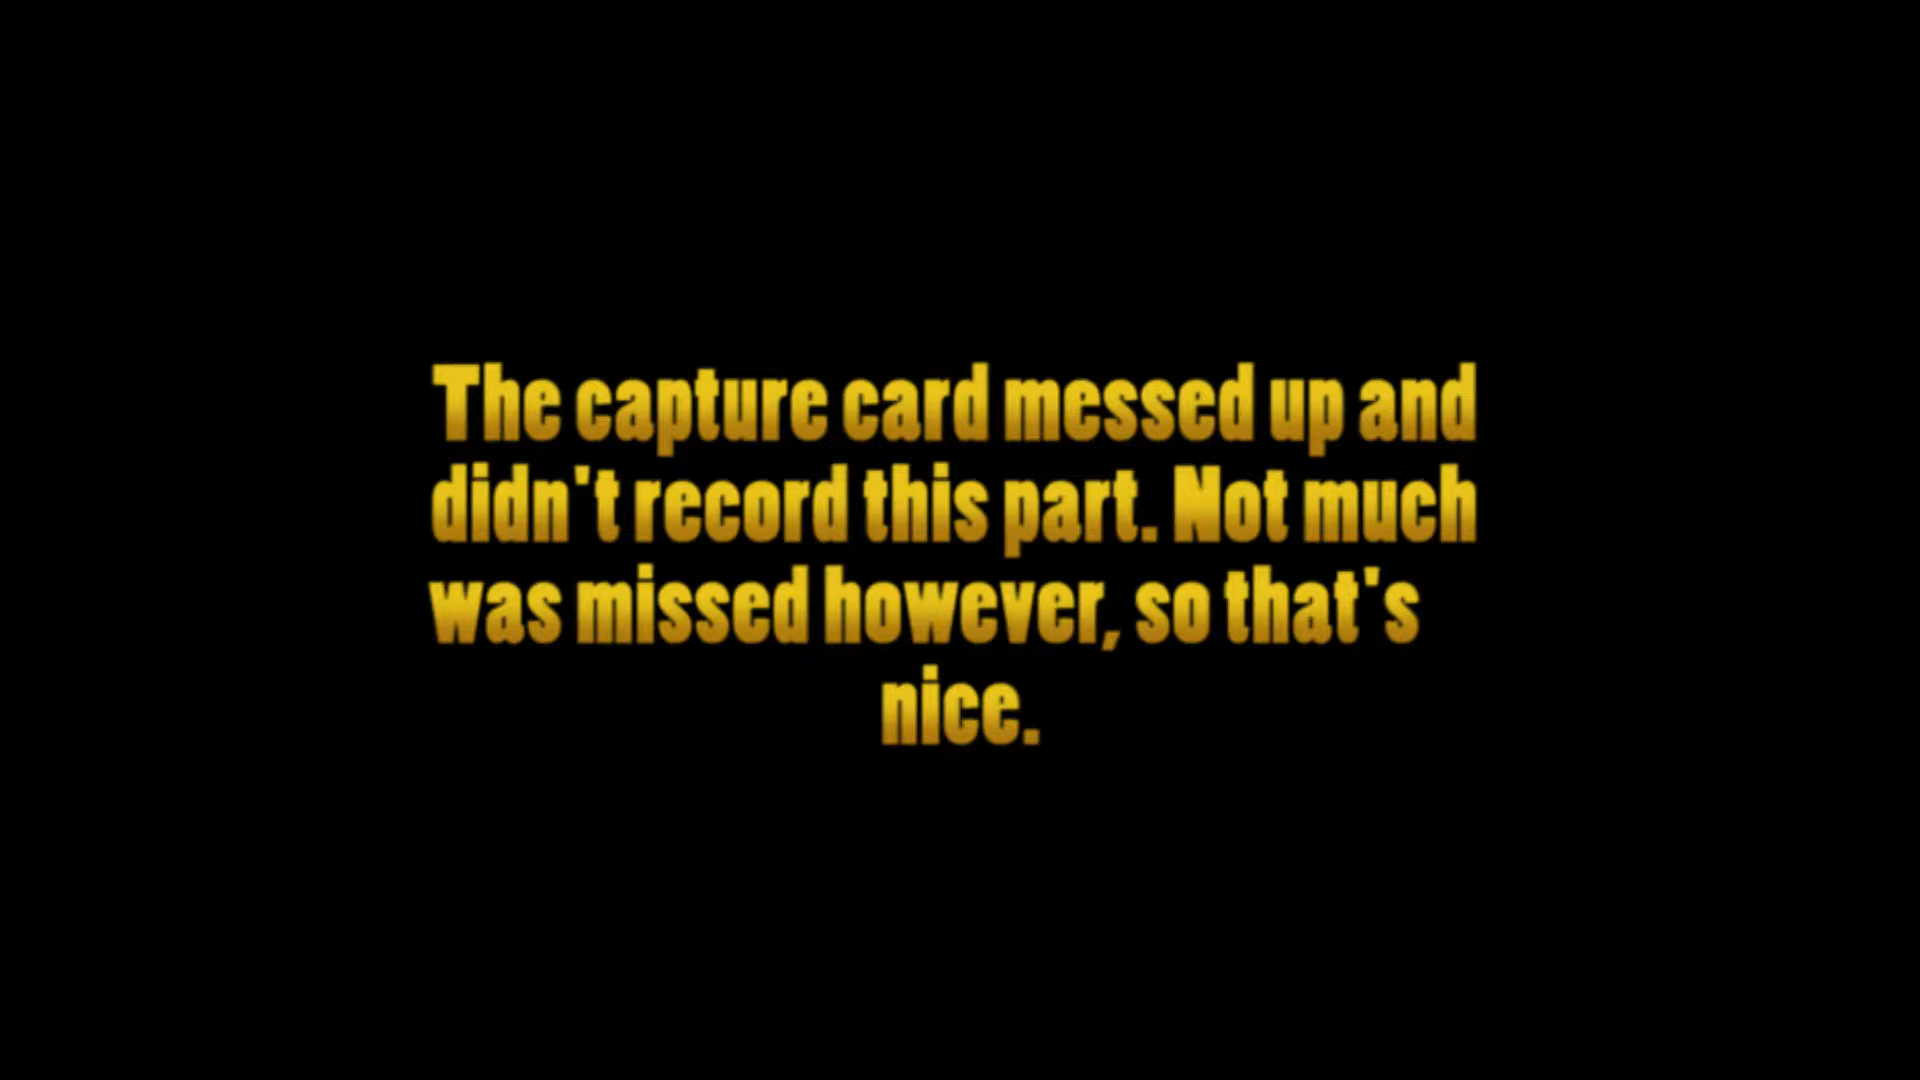 The capture card messed up and
didn't record this part. Not much
was missed however, so that's
nice.